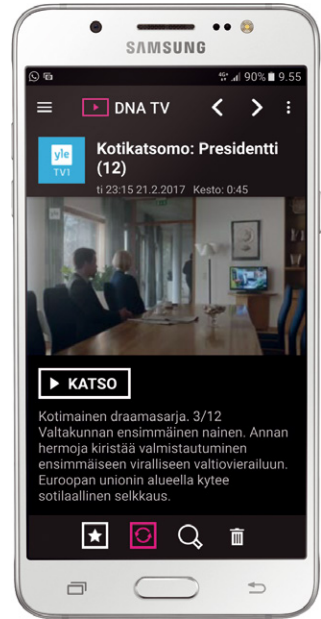 SAMSUNG
4G 90% 9.55
DNA TV
yle
TV1
Kotikatsomo: Presidentti
(12)
ti 23:15 21.2.2017 Kesto: 0:45
KATSO
Kotimainen draamasarja. 3/12
Valtakunnan ensimmäinen nainen. Annan
hermoja kiristää valmistautuminen
ensimmäiseen viralliseen valtiovierailuun.
Euroopan unionin alueella kytee
sotilaallinen selkkaus.